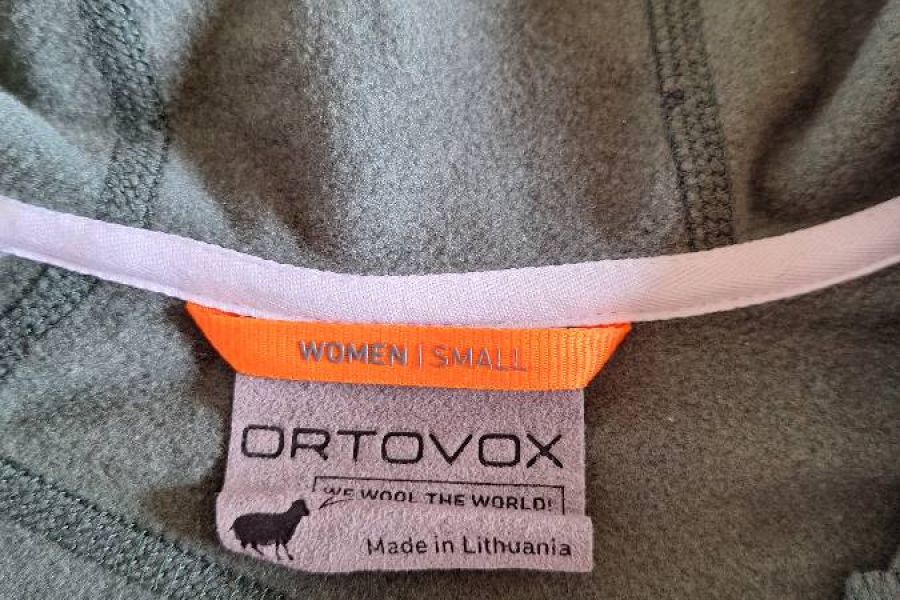 WOMEN | SMALL
ORTOVOX
WE WOOL THE WORLD!
Made in Lithuania